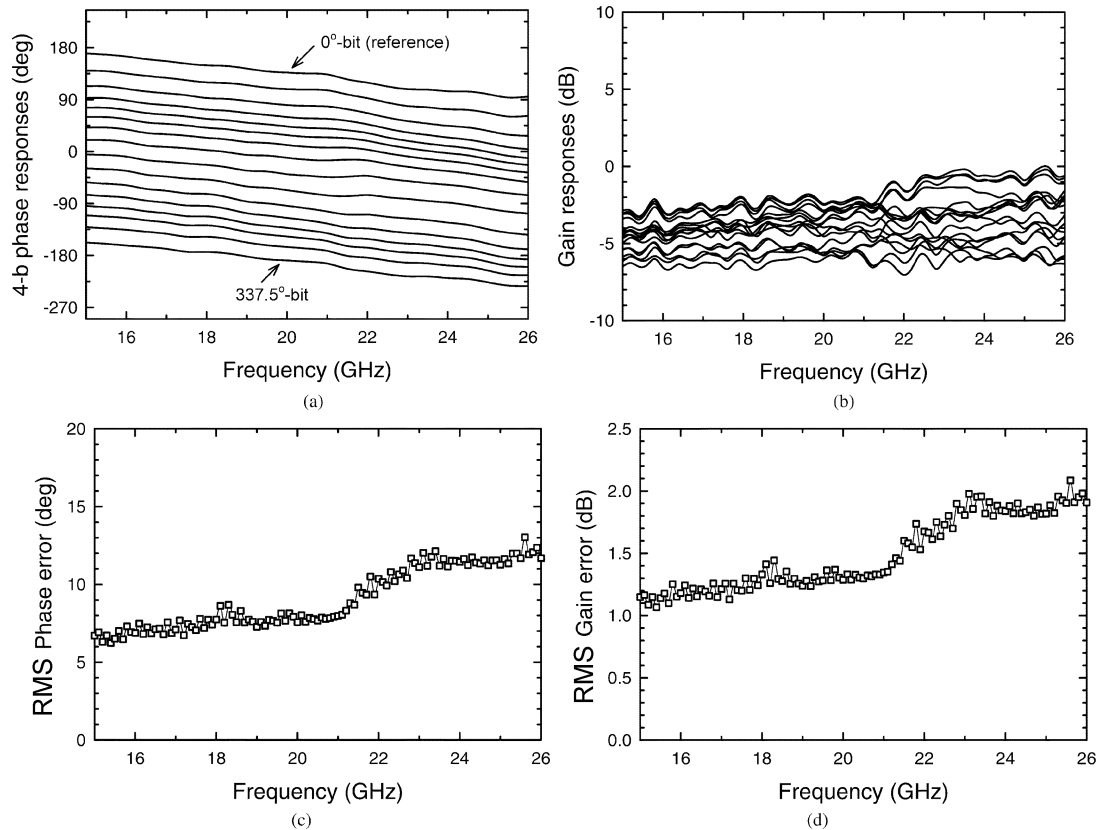 4-b phase responses (deg)
180
90
0
-90
-180
-270
0°-bit (reference)
337.5°-bit
16 18 20 22 24 26
Frequency (GHz)
(a)
Gain responses (dB)
10
5
0
-5
-10
16 18 20 22 24 26
Frequency (GHz)
(b)
RMS Phase error (deg)
20
15
10
5
0
16 18 20 22 24 26
Frequency (GHz)
(c)
RMS Gain error (dB)
2.5
2.0
1.5
1.0
0.5
0.0
16 18 20 22 24 26
Frequency (GHz)
(d)